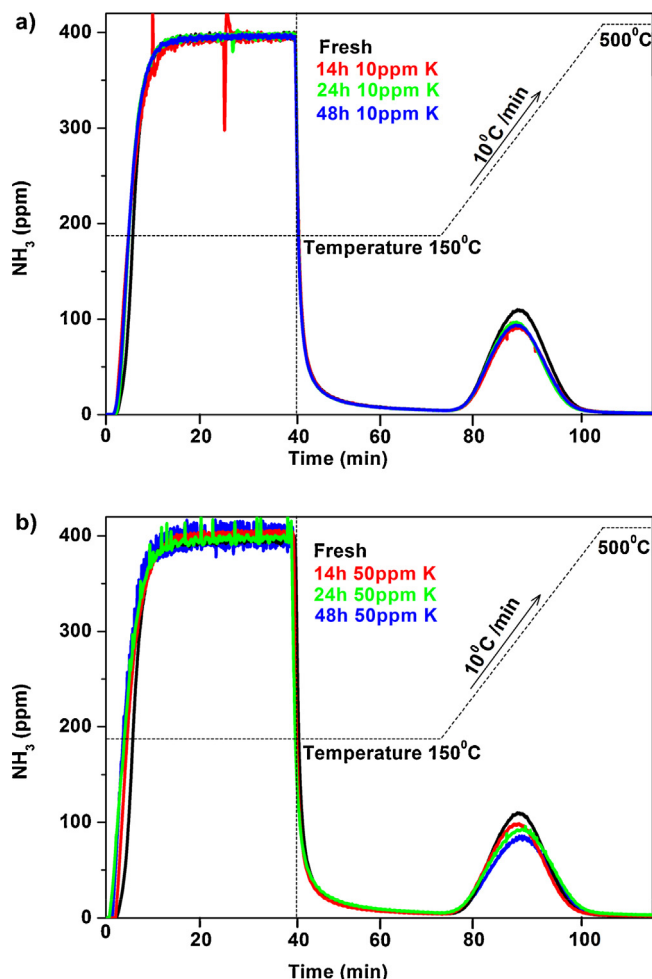 a)
400
300
200
100
0
NH₃ (ppm)
Fresh
14h 10ppm K
24h 10ppm K
48h 10ppm K
500⁰C
10⁰C /min
Temperature 150⁰C
0 20 40 60 80 100
Time (min)
b)
400
300
200
100
0
NH₃ (ppm)
Fresh
14h 50ppm K
24h 50ppm K
48h 50ppm K
500⁰C
10⁰C /min
Temperature 150⁰C
0 20 40 60 80 100
Time (min)